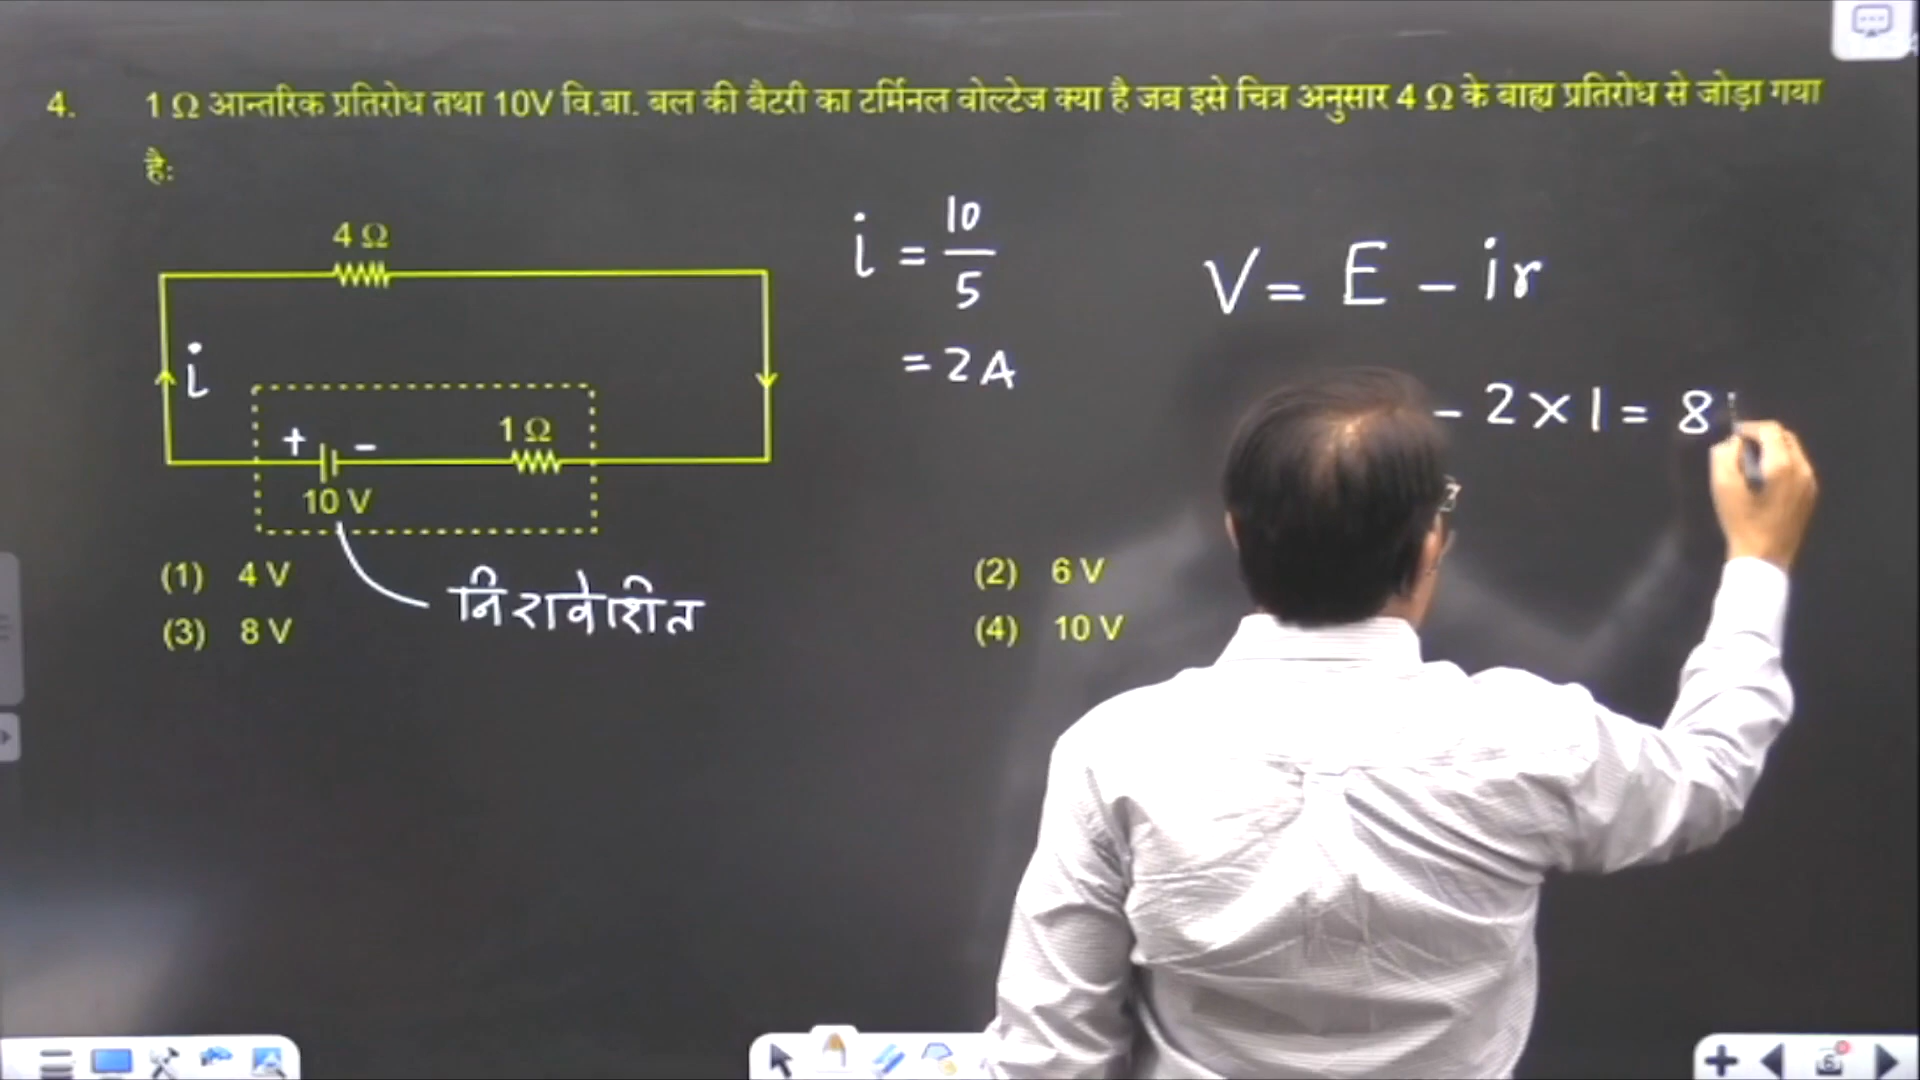 4. 1 Ω आन्तरिक प्रतिरोध तथा 10V वि.बा. बल की बैटरी का टर्मिनल वोल्टेज क्या है जब इसे चित्र अनुसार 4 Ω के बाह्य प्रतिरोध से जोड़ा गया
है:
4 Ω
i
+ -
1 Ω
10 V
i = 10/5
= 2A
V = E - ir
- 2 × 1 = 8
(1) 4 V
निरावेशित
(2) 6 V
(3) 8 V
(4) 10 V